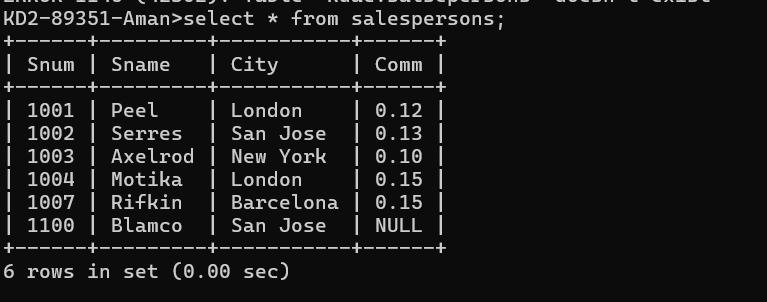 KD2-89351-Aman>select * from salespersons;
+------+---------+-----------+------+
| Snum | Sname   | City      | Comm |
+------+---------+-----------+------+
| 1001 | Peel    | London    | 0.12 |
| 1002 | Serres  | San Jose  | 0.13 |
| 1003 | Axelrod | New York  | 0.10 |
| 1004 | Motika  | London    | 0.15 |
| 1007 | Rifkin  | Barcelona | 0.15 |
| 1100 | Blamco  | San Jose  | NULL |
+------+---------+-----------+------+
6 rows in set (0.00 sec)